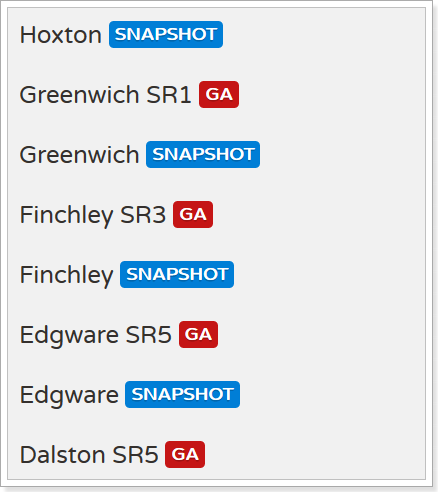 Hoxton SNAPSHOT
Greenwich SR1 GA
Greenwich SNAPSHOT
Finchley SR3 GA
Finchley SNAPSHOT
Edgware SR5 GA
Edgware SNAPSHOT
Dalston SR5 GA